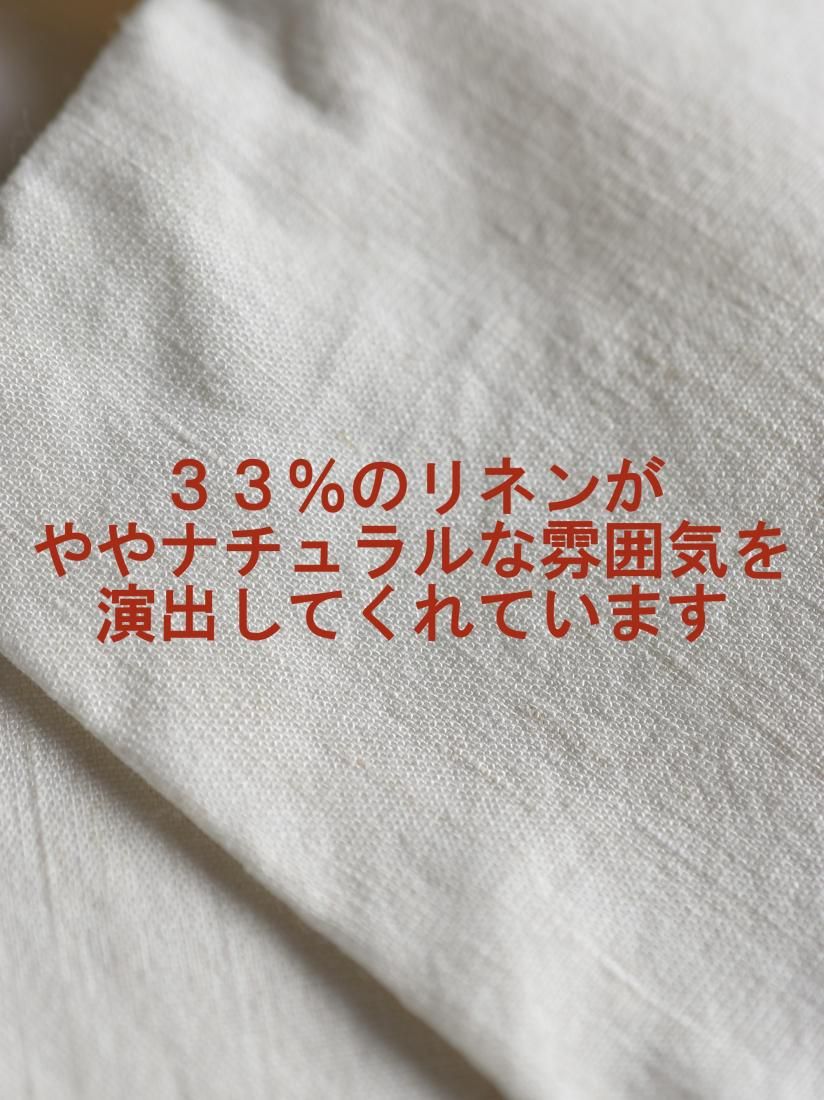 ３３％のリネンが
ややナチュラルな雰囲気を
演出してくれています